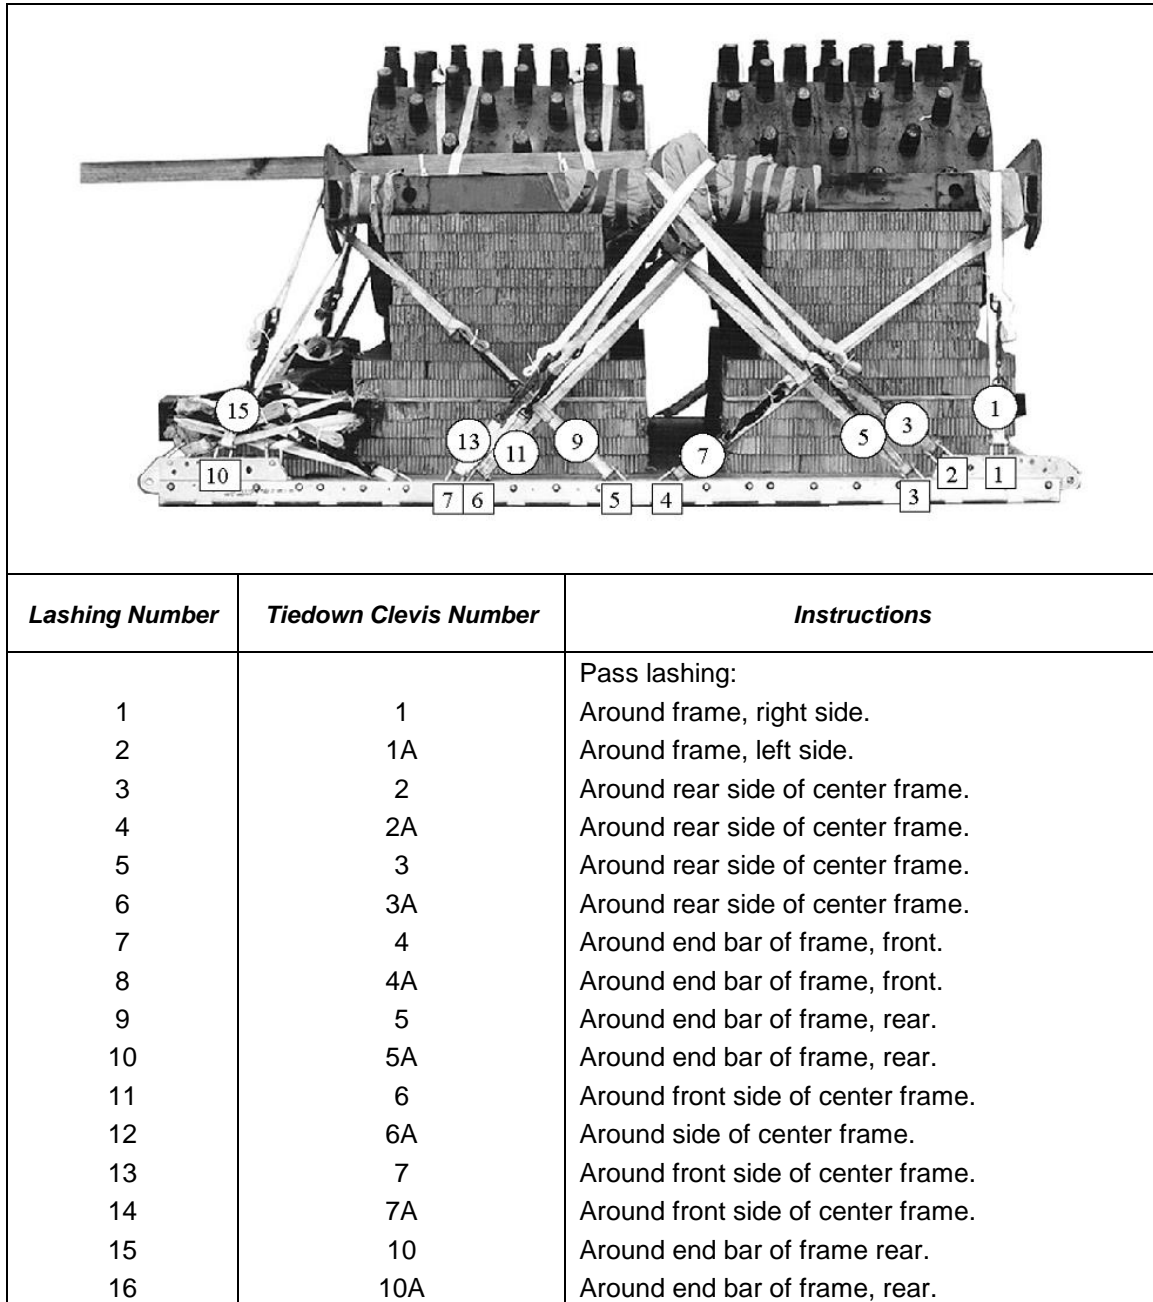 15
13
11
9
7
5
3
1
10
7
6
5
4
3
2
1
Lashing Number Tiedown Clevis Number Instructions
Pass lashing:
1 1 Around frame, right side.
2 1A Around frame, left side.
3 2 Around rear side of center frame.
4 2A Around rear side of center frame.
5 3 Around rear side of center frame.
6 3A Around rear side of center frame.
7 4 Around end bar of frame, front.
8 4A Around end bar of frame, front.
9 5 Around end bar of frame, rear.
10 5A Around end bar of frame, rear.
11 6 Around front side of center frame.
12 6A Around side of center frame.
13 7 Around front side of center frame.
14 7A Around front side of center frame.
15 10 Around end bar of frame rear.
16 10A Around end bar of frame, rear.